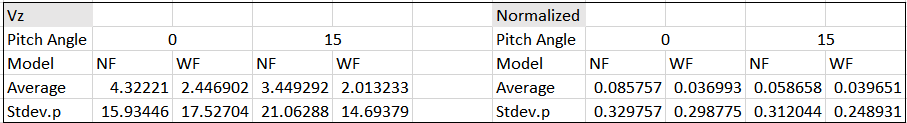 Vz Normalized
Pitch Angle 0 15 Pitch Angle 0 15
Model NF WF NF WF Model NF WF NF WF
Average 4.32221 2.446902 3.449292 2.013233 Average 0.085757 0.036993 0.058658 0.039651
Stdev.p 15.93446 17.52704 21.06288 14.69379 Stdev.p 0.329757 0.298775 0.312044 0.248931